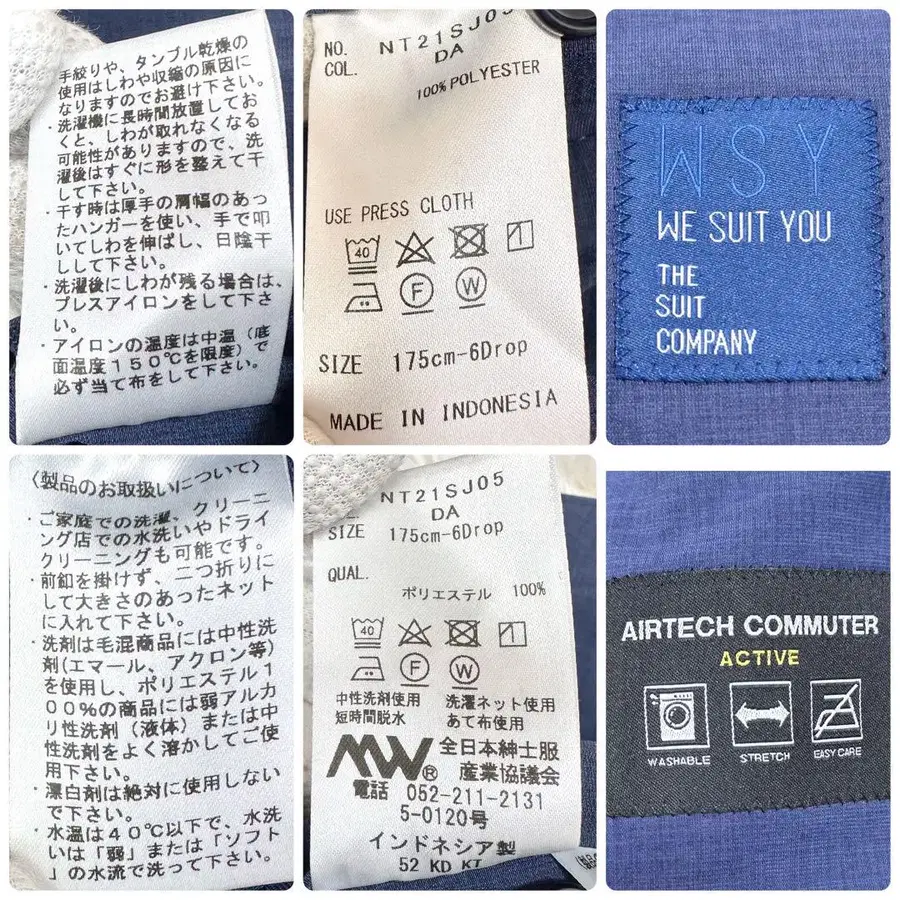 手絞りや、タンブル乾燥の
使用はしわや収縮の原因に
なりますのでお避け下さい。
・洗濯機に長時間放置してお
くと、しわが取れなくなる
可能性がありますので、洗
濯後はすぐに形を整えて干
して下さい。
・干す時は厚手の肩幅のあっ
たハンガーを使い、手で叩
いてしわを伸ばし、日陰干
しして下さい。
・洗濯後にしわが残る場合は、
プレスアイロンをして下さ
い。
・アイロンの温度は中温（底
面温度150℃を限度）で
必ず当て布をして下さい。
NO. NT21SJ05
COL. DA
100% POLYESTER
USE PRESS CLOTH
40
F W
SIZE 175cm-6Drop
MADE IN INDONESIA
WSY
WE SUIT YOU
THE
SUIT
COMPANY
〈製品のお取扱いについて〉
・ご家庭での洗濯、クリーニ
ング店での水洗いやドライ
クリーニングも可能です。
・前釦を掛けず、二つ折りに
して大きさのあったネット
に入れて下さい。
・洗剤は毛混商品には中性洗
剤(エマール、アクロン等)
を使用し、ポリエステル1
00%の商品には弱アルカ
リ性洗剤（液体）または中
性洗剤をよく溶かしてご使
用下さい。
・漂白剤は絶対に使用しない
で下さい。
・水温は40℃以下で、水洗
いは「弱」または「ソフト
」の水流で洗って下さい。
NT21SJ05
DA
SIZE 175cm-6Drop
QUAL.
ポリエステル 100%
40
F W
中性洗剤使用 洗濯ネット使用
短時間脱水 あて布使用
MW® 全日本紳士服
産業協議会
電話 052-211-2131
5-0120号
インドネシア製
52 KD KT
AIRTECH COMMUTER
ACTIVE
WASHABLE STRETCH EASY CARE